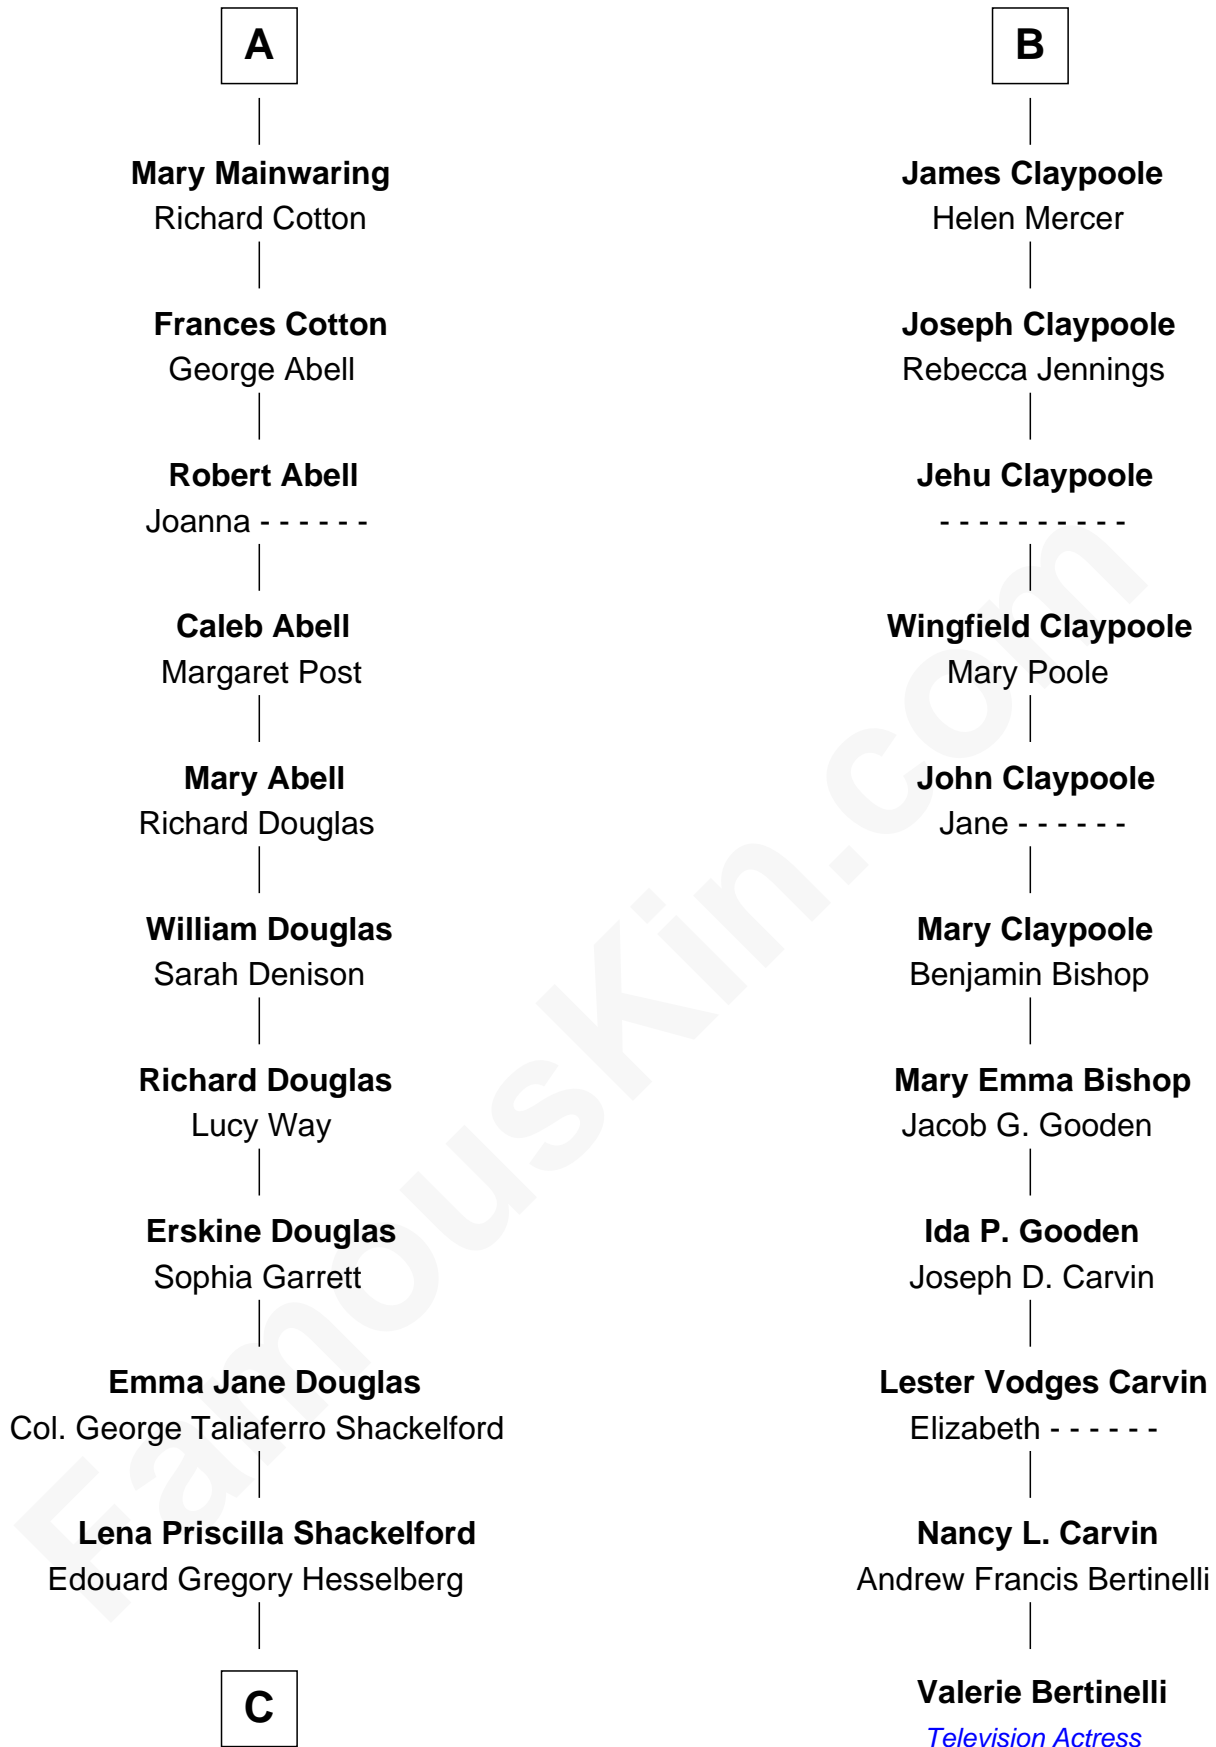 A
Mary Mainwaring
Richard Cotton
Frances Cotton
George Abell
Robert Abell
Joanna - - - - - -
Caleb Abell
Margaret Post
Mary Abell
Richard Douglas
William Douglas
Sarah Denison
Richard Douglas
Lucy Way
Erskine Douglas
Sophia Garrett
Emma Jane Douglas
Col. George Taliaferro Shackelford
Lena Priscilla Shackelford
Edouard Gregory Hesselberg
C
B
James Claypoole
Helen Mercer
Joseph Claypoole
Rebecca Jennings
Jehu Claypoole
- - - - - - - - - -
Wingfield Claypoole
Mary Poole
John Claypoole
Jane - - - - - -
Mary Claypoole
Benjamin Bishop
Mary Emma Bishop
Jacob G. Gooden
Ida P. Gooden
Joseph D. Carvin
Lester Vodges Carvin
Elizabeth - - - - - -
Nancy L. Carvin
Andrew Francis Bertinelli
Valerie Bertinelli
Television Actress
FamousKin.com